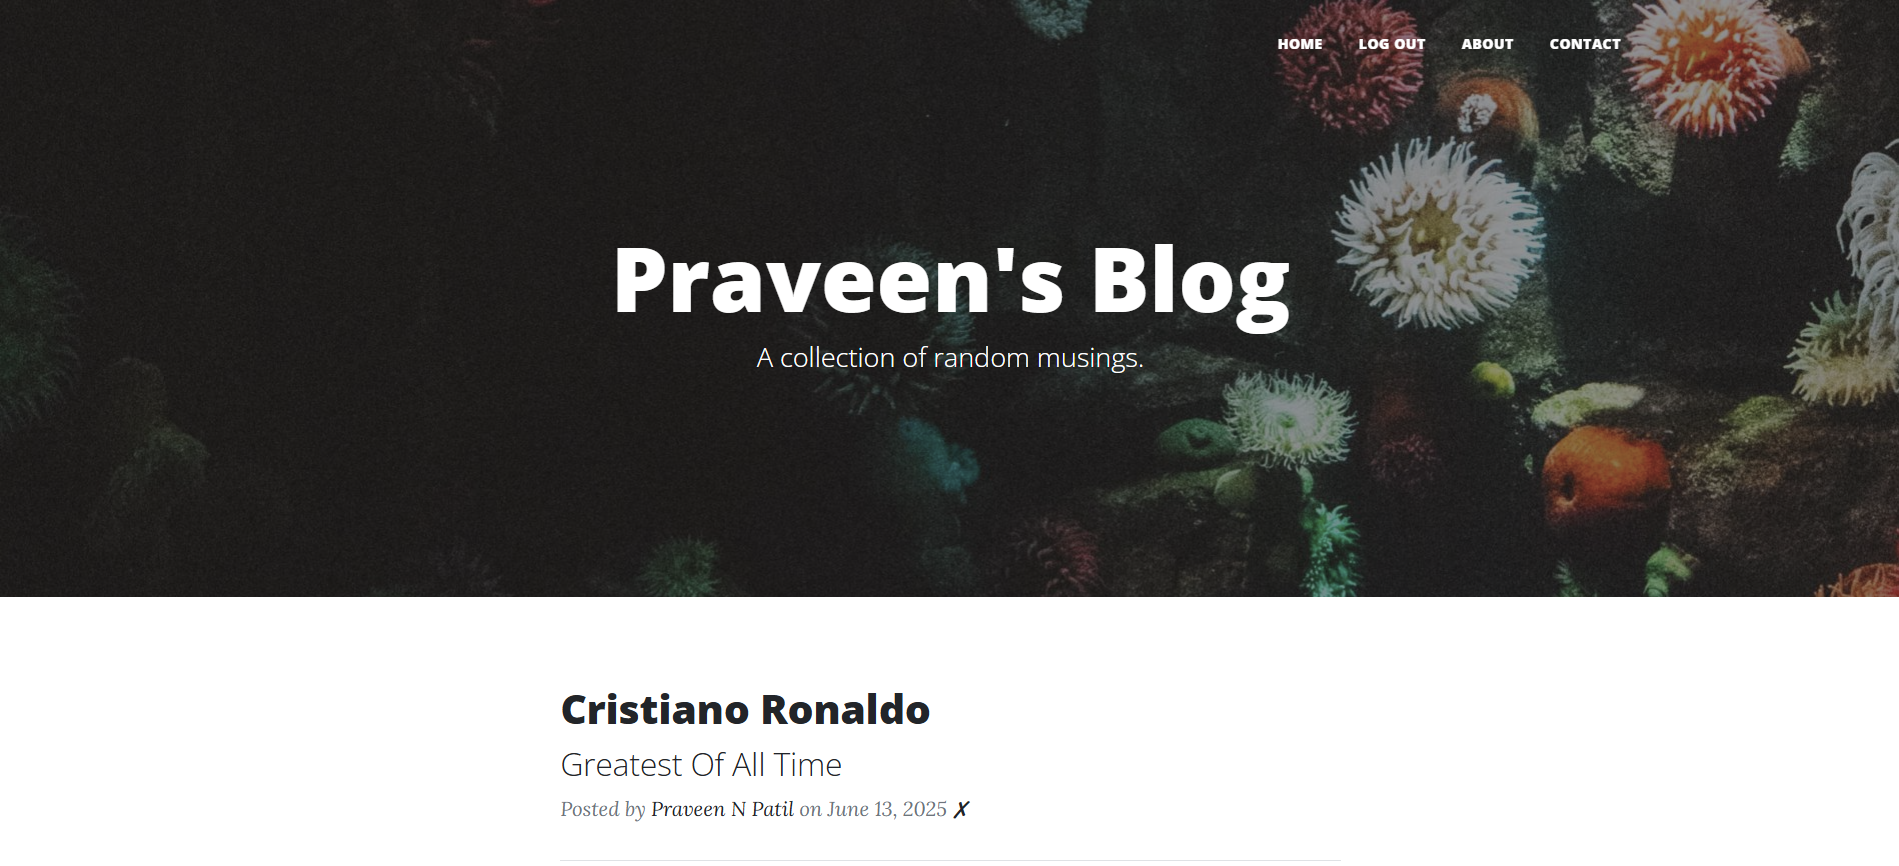 HOME LOG OUT ABOUT CONTACT
Praveen's Blog
A collection of random musings.
Cristiano Ronaldo
Greatest Of All Time
Posted by Praveen N Patil on June 13, 2025 ✗